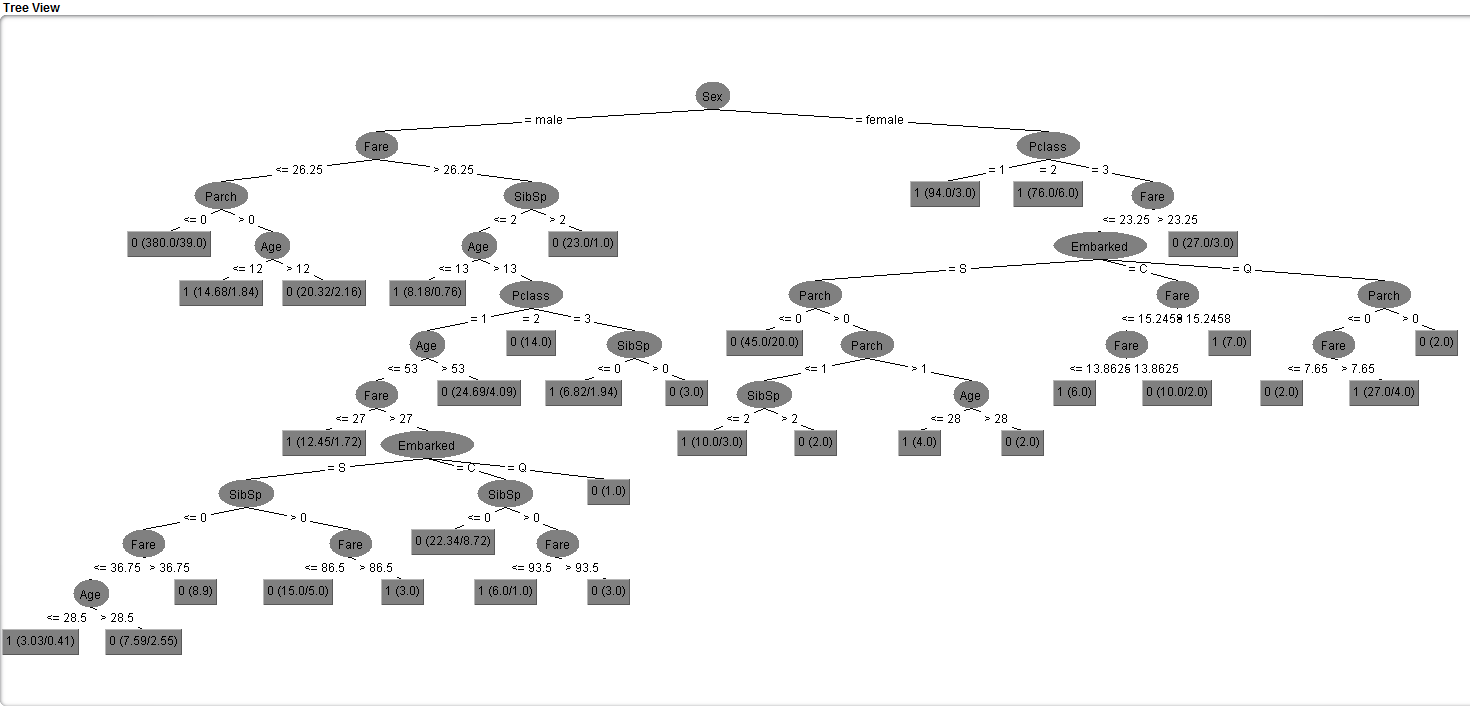 Tree View
Sex
= male = female
Fare Pclass
<= 26.25 > 26.25 = 1 = 2 = 3
Parch SibSp 1 (94.0/3.0) 1 (76.0/6.0) Fare
<= 0 > 0 <= 2 > 2 <= 23.25 > 23.25
0 (380.0/39.0) Age Age 0 (23.0/1.0) Embarked 0 (27.0/3.0)
<= 12 > 12 <= 13 > 13 = S = C = Q
1 (14.68/1.84) 0 (20.32/2.16) 1 (8.18/0.76) Pclass Parch Fare Parch
= 1 = 2 = 3 <= 0 > 0 <= 15.2458 > 15.2458 <= 0 > 0
Age 0 (14.0) SibSp 0 (45.0/20.0) Parch Fare 1 (7.0) Fare 0 (2.0)
<= 53 > 53 <= 0 > 0 <= 1 > 1 <= 13.8625 13.8625 <= 7.65 > 7.65
Fare 0 (24.69/4.09) 1 (6.82/1.94) 0 (3.0) SibSp Age 1 (6.0) 0 (10.0/2.0) 0 (2.0) 1 (27.0/4.0)
<= 27 > 27 <= 2 > 2 <= 28 > 28
1 (12.45/1.72) Embarked 1 (10.0/3.0) 0 (2.0) 1 (4.0) 0 (2.0)
= S = C = Q
SibSp SibSp 0 (1.0)
<= 0 > 0 <= 0 > 0
Fare Fare 0 (22.34/8.72) Fare
<= 36.75 > 36.75 <= 86.5 > 86.5 <= 93.5 > 93.5
Age 0 (8.9) 0 (15.0/5.0) 1 (3.0) 1 (6.0/1.0) 0 (3.0)
<= 28.5 > 28.5
1 (3.03/0.41) 0 (7.59/2.55)